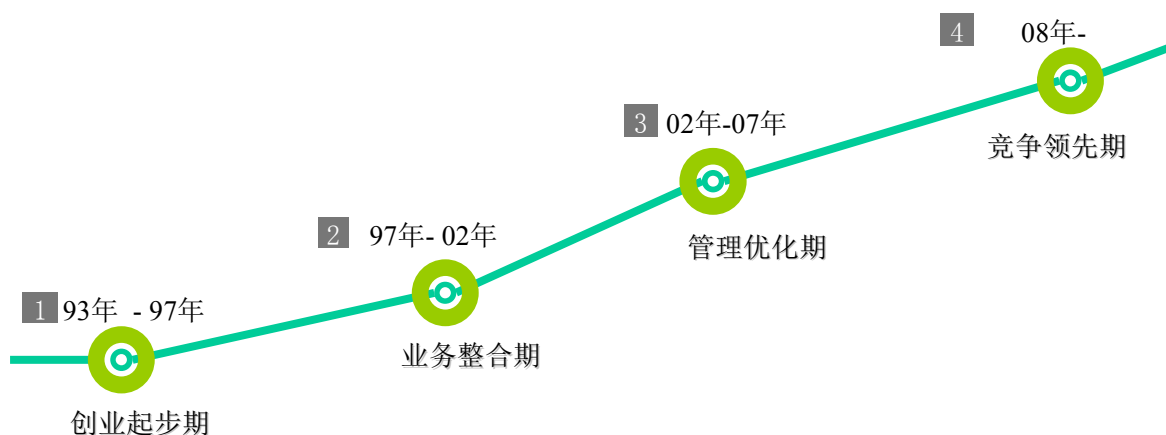 1 93年 - 97年
创业起步期
2 97年- 02年
业务整合期
3 02年-07年
管理优化期
4 08年-
竞争领先期